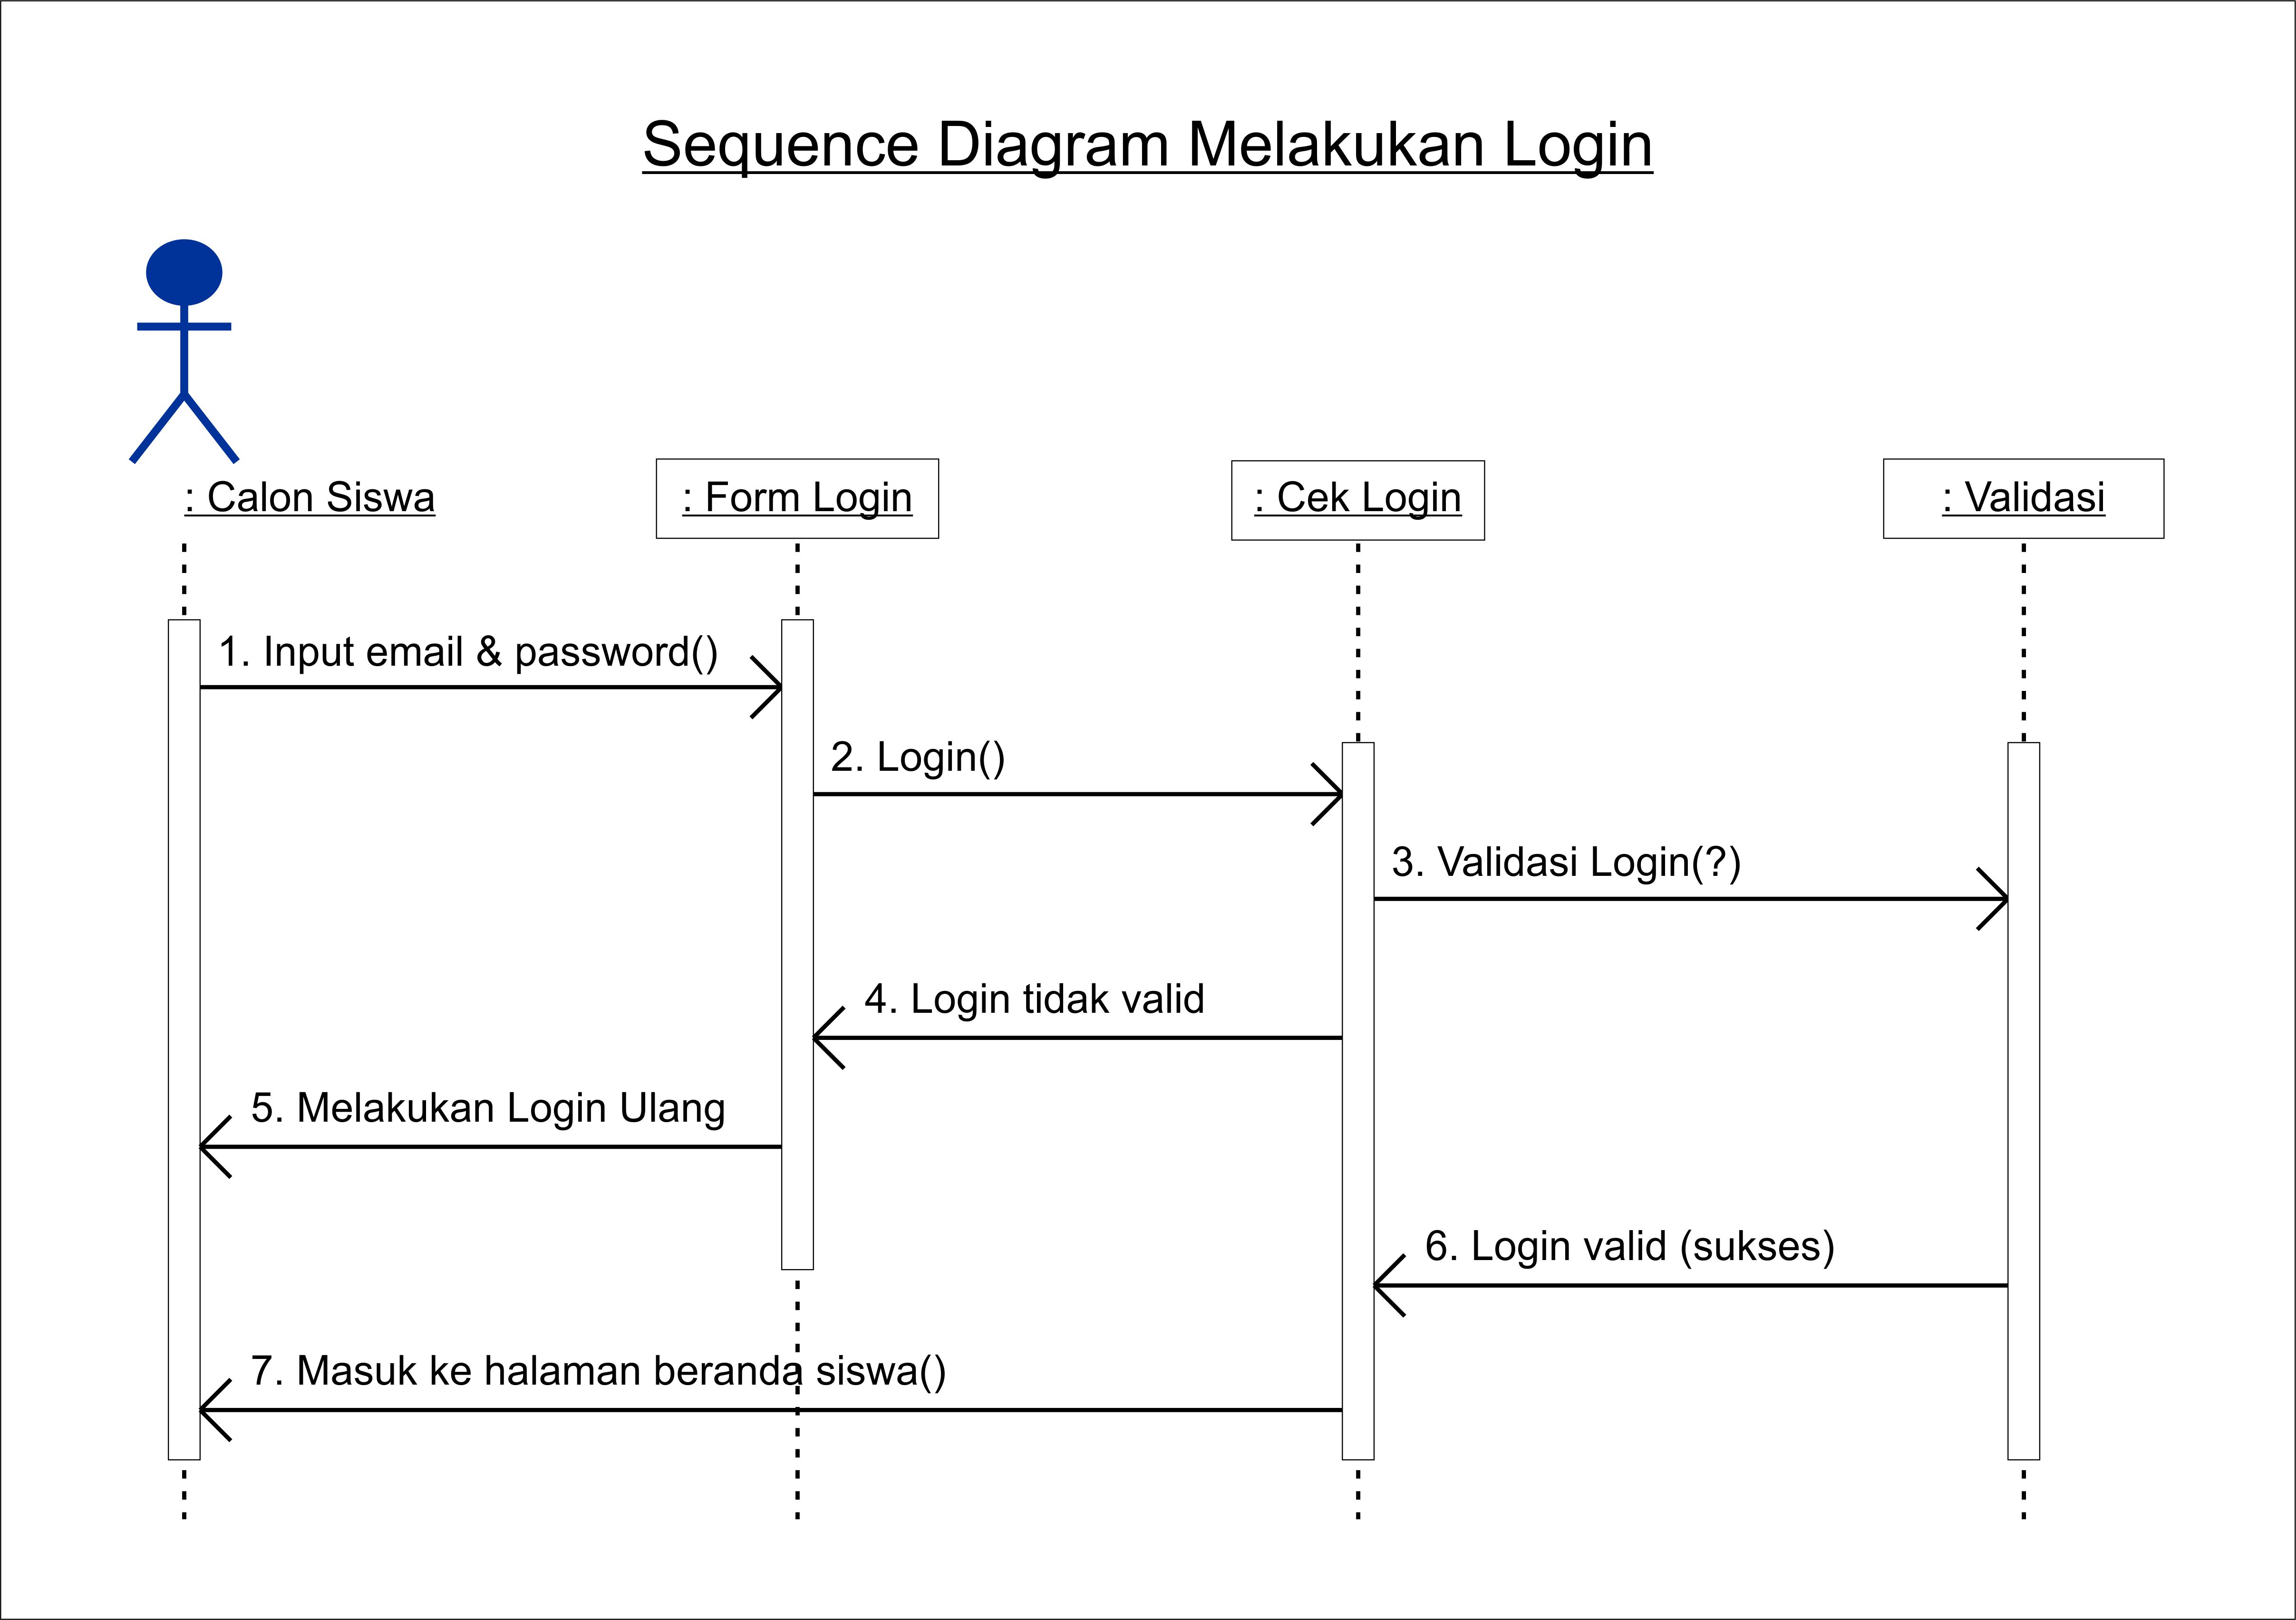 Sequence Diagram Melakukan Login
: Calon Siswa
: Form Login
: Cek Login
: Validasi
1. Input email & password()
2. Login()
3. Validasi Login(?)
4. Login tidak valid
5. Melakukan Login Ulang
6. Login valid (sukses)
7. Masuk ke halaman beranda siswa()